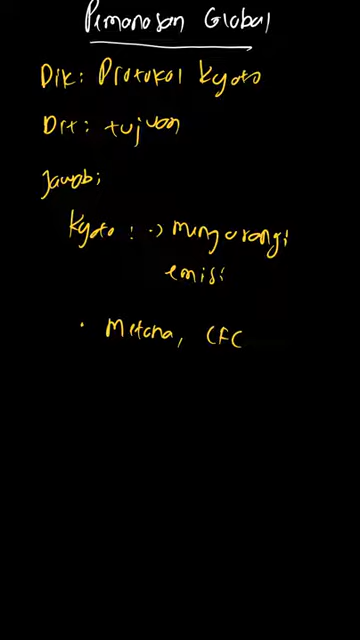 Pemanasan Global
Dik: Protokol Kyoto
Dit: tujuan
Jawab:
Kyoto : -> mengurangi
emisi
• Metana, CFC